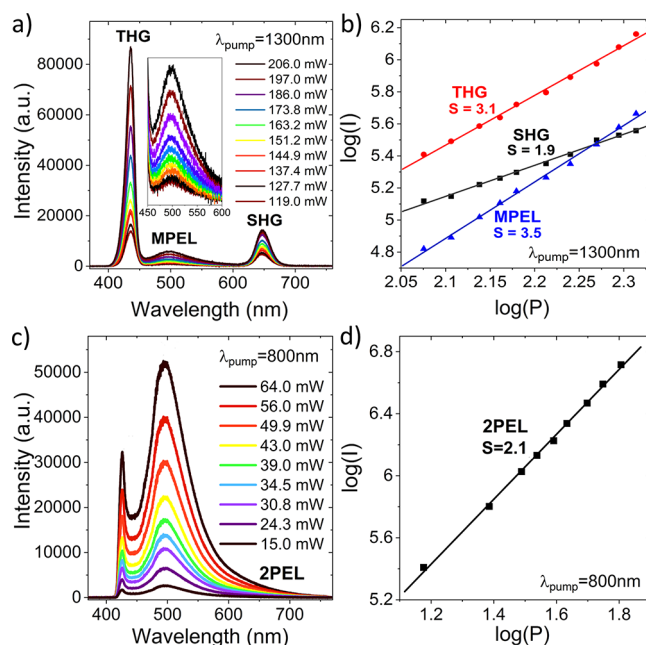 a)
THG
λpump=1300nm
206.0 mW
197.0 mW
186.0 mW
173.8 mW
163.2 mW
151.2 mW
144.9 mW
137.4 mW
127.7 mW
119.0 mW
450 500 550 600
MPEL
SHG
80000
60000
40000
20000
0
Intensity (a.u.)
400 500 600 700
Wavelength (nm)
b)
6.2
6.0
5.8
5.6
5.4
5.2
5.0
4.8
log(I)
THG
S = 3.1
SHG
S = 1.9
MPEL
S = 3.5
λpump=1300nm
2.05 2.1 2.15 2.2 2.25 2.3
log(P)
c)
λpump=800nm
64.0 mW
56.0 mW
49.9 mW
43.0 mW
39.0 mW
34.5 mW
30.8 mW
24.3 mW
15.0 mW
2PEL
50000
40000
30000
20000
10000
0
Intensity (a.u.)
400 500 600 700
Wavelength (nm)
d)
6.8
6.4
6
5.6
5.2
log(I)
2PEL
S=2.1
λpump=800nm
1.2 1.4 1.6 1.8
log(P)